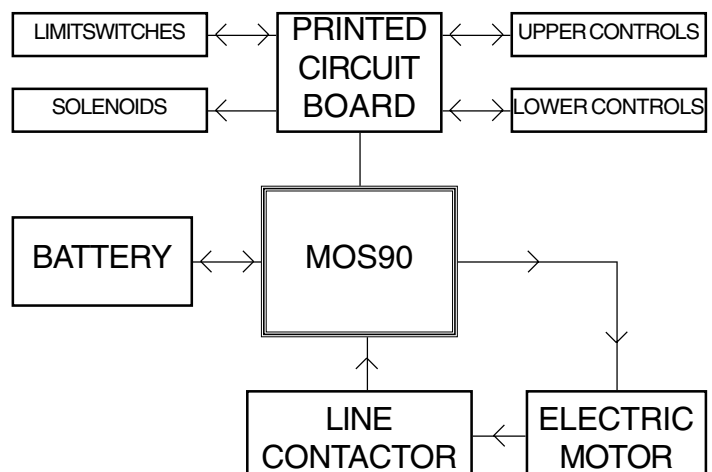 LIMITSWITCHES
PRINTED
CIRCUIT
BOARD
UPPER CONTROLS
SOLENOIDS
LOWER CONTROLS
BATTERY
MOS90
LINE
CONTACTOR
ELECTRIC
MOTOR